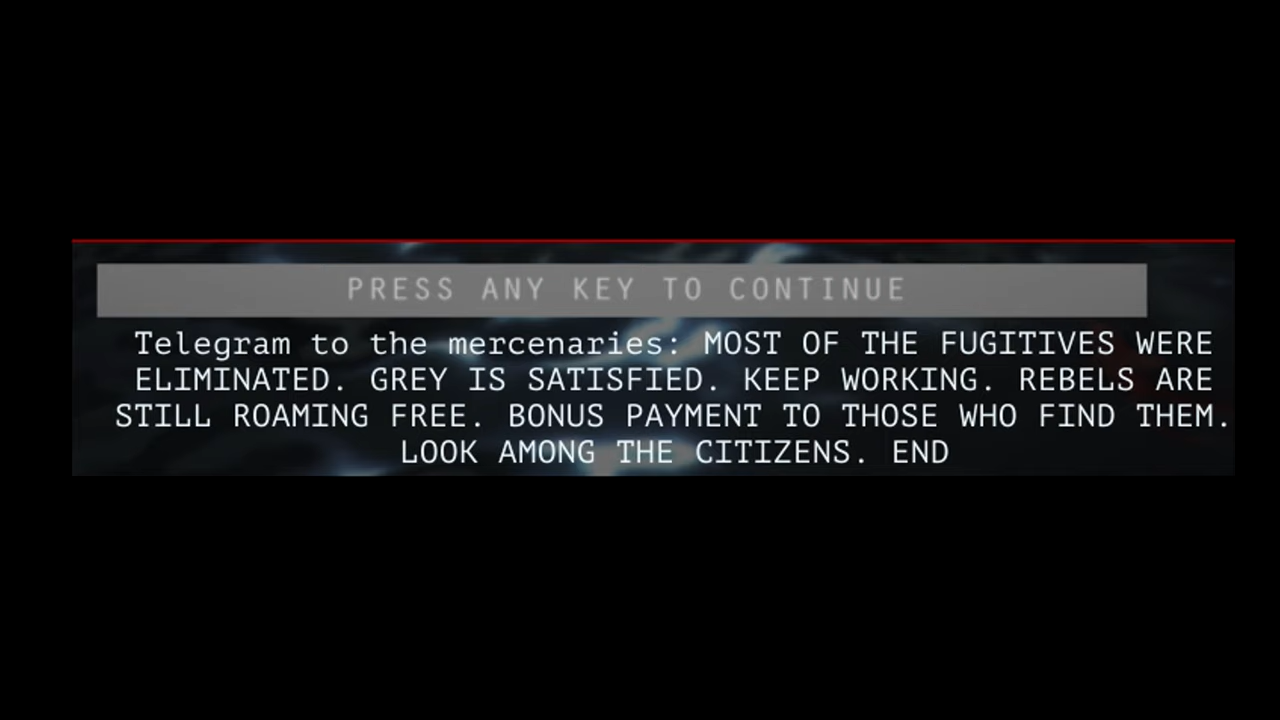 PRESS ANY KEY TO CONTINUE
Telegram to the mercenaries: MOST OF THE FUGITIVES WERE
ELIMINATED. GREY IS SATISFIED. KEEP WORKING. REBELS ARE
STILL ROAMING FREE. BONUS PAYMENT TO THOSE WHO FIND THEM.
LOOK AMONG THE CITIZENS. END